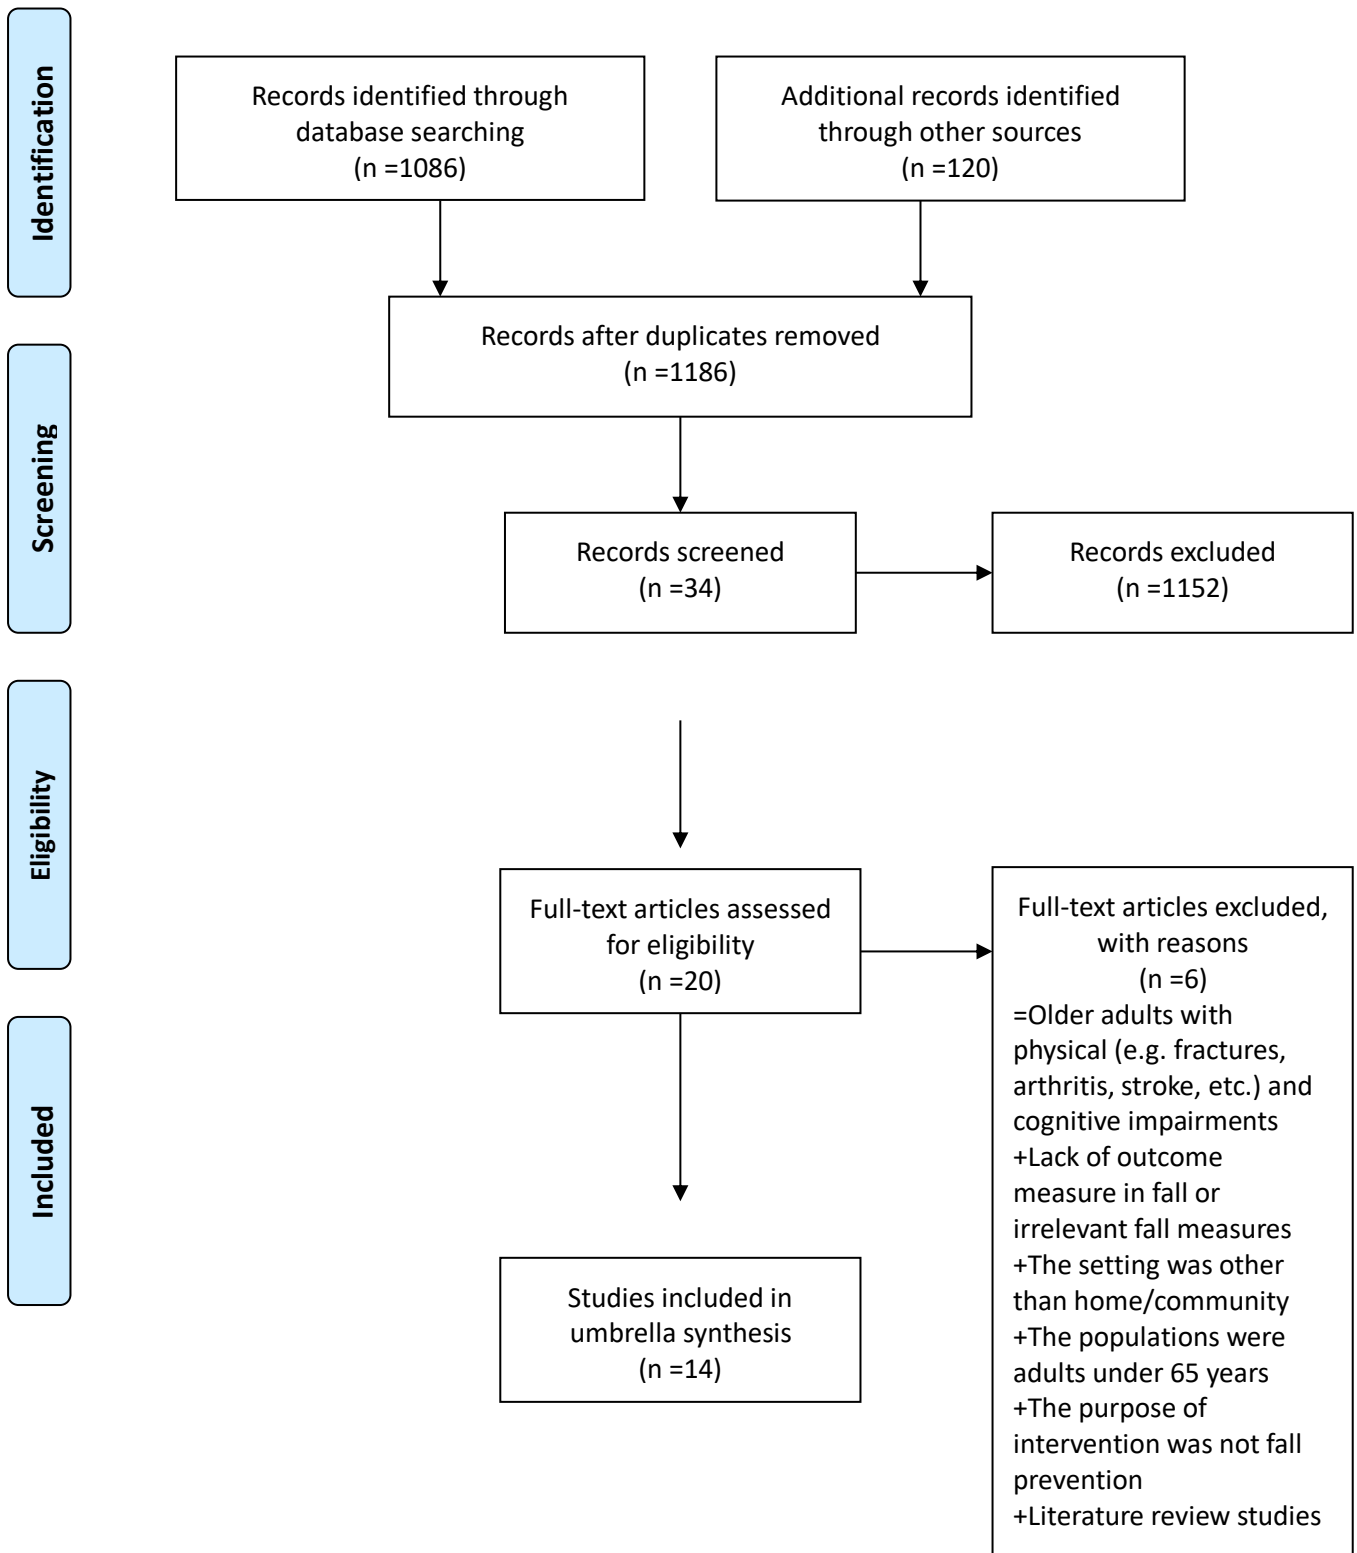 Identification
Records identified through
database searching
(n =1086)
Additional records identified
through other sources
(n =120)
Records after duplicates removed
(n =1186)
Screening
Records screened
(n =34)
Records excluded
(n =1152)
Eligibility
Full-text articles assessed
for eligibility
(n =20)
Full-text articles excluded,
with reasons
(n =6)
=Older adults with
physical (e.g. fractures,
arthritis, stroke, etc.) and
cognitive impairments
+Lack of outcome
measure in fall or
irrelevant fall measures
+The setting was other
than home/community
+The populations were
adults under 65 years
+The purpose of
intervention was not fall
prevention
+Literature review studies
Included
Studies included in
umbrella synthesis
(n =14)